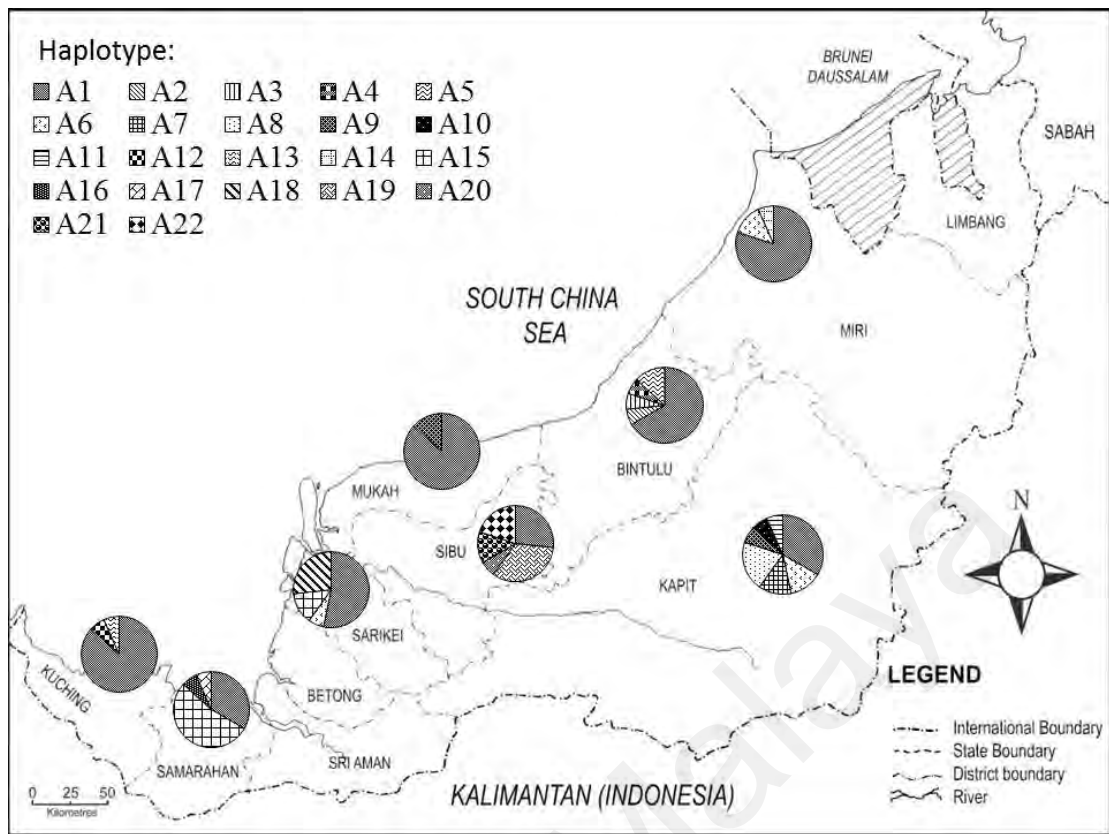 Haplotype:
A1 A2 A3 A4 A5
A6 A7 A8 A9 A10
A11 A12 A13 A14 A15
A16 A17 A18 A19 A20
A21 A22
BRUNEI
DAUSSALAM
SABAH
LIMBANG
SOUTH CHINA
SEA
MIRI
BINTULU
MUKAH
SIBU
KAPIT
N
SARIKEI
KUCHING
BETONG
SAMARAHAN
SRI AMAN
KALIMANTAN (INDONESIA)
0 25 50
Kilometres
LEGEND
International Boundary
State Boundary
District boundary
River
Malaya